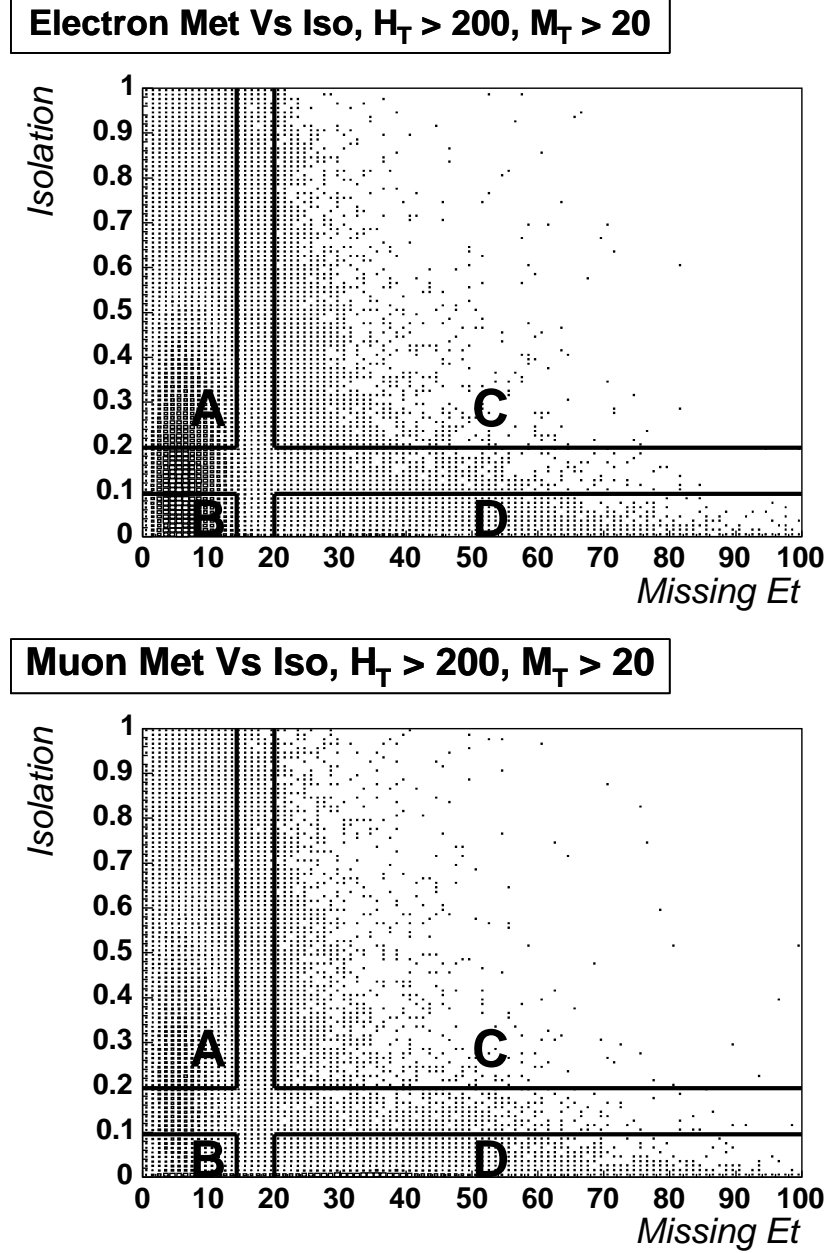 Electron Met Vs Iso, H_T > 200, M_T > 20
Isolation
1
0.9
0.8
0.7
0.6
0.5
0.4
0.3
0.2
0.1
0
A
C
B
D
0 10 20 30 40 50 60 70 80 90 100
Missing Et
Muon Met Vs Iso, H_T > 200, M_T > 20
Isolation
1
0.9
0.8
0.7
0.6
0.5
0.4
0.3
0.2
0.1
0
A
C
B
D
0 10 20 30 40 50 60 70 80 90 100
Missing Et